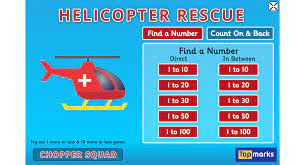 HELICOPTER RESCUE
Find a Number
Count On & Back
Find a Number
Direct
In Between
1 to 10
1 to 10
1 to 20
1 to 20
1 to 30
1 to 30
1 to 50
1 to 50
1 to 100
1 to 100
Try our 1 more or less & 10 more or less game:
CHOPPER SQUAD
Topmarks